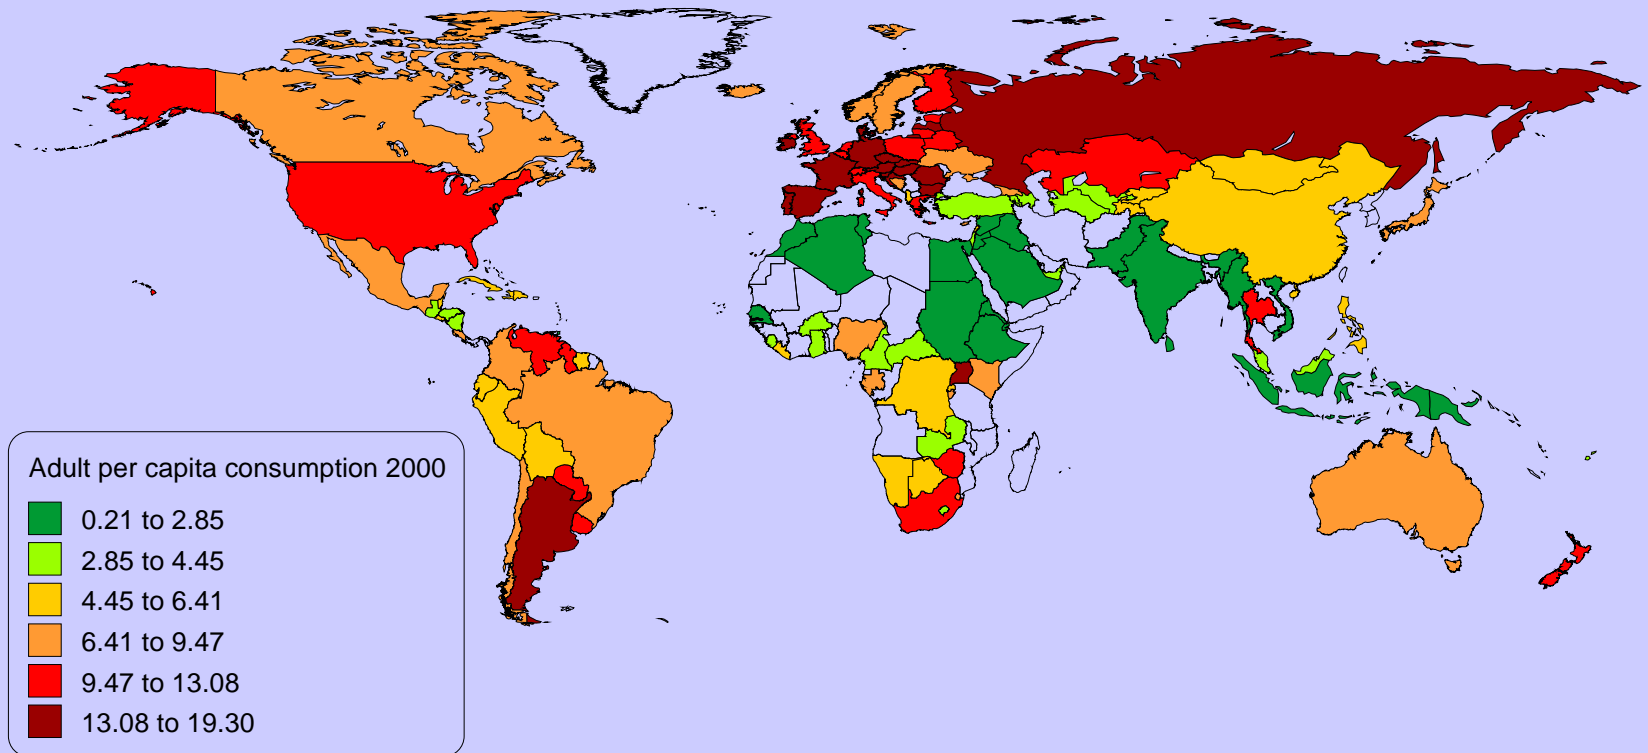 Adult per capita consumption 2000
0.21 to 2.85
2.85 to 4.45
4.45 to 6.41
6.41 to 9.47
9.47 to 13.08
13.08 to 19.30